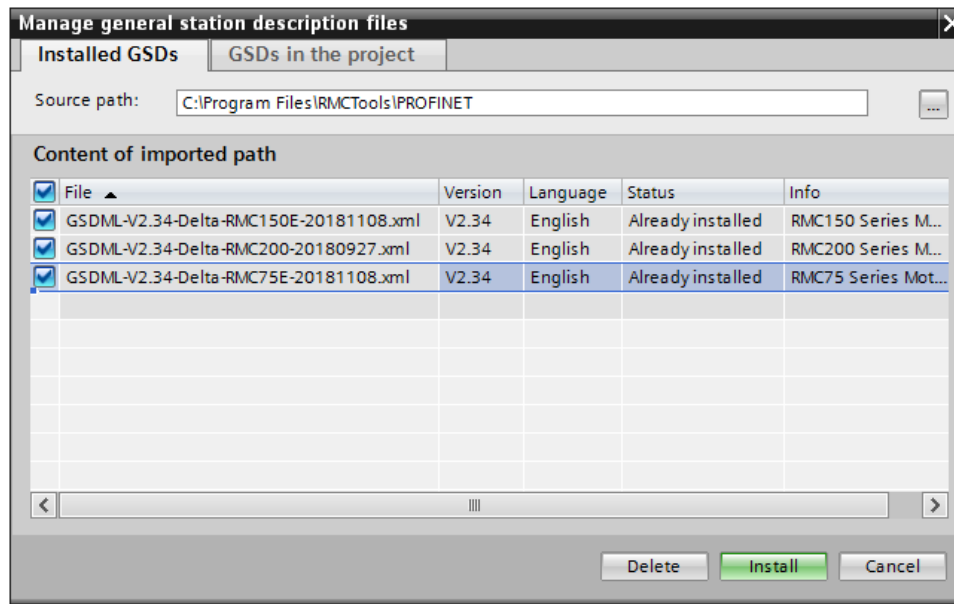 Manage general station description files
Installed GSDs GSDs in the project
Source path: C:\Program Files\RMCTools\PROFINET ...
Content of imported path
File Version Language Status Info
GSDML-V2.34-Delta-RMC150E-20181108.xml V2.34 English Already installed RMC150 Series M...
GSDML-V2.34-Delta-RMC200-20180927.xml V2.34 English Already installed RMC200 Series M...
GSDML-V2.34-Delta-RMC75E-20181108.xml V2.34 English Already installed RMC75 Series Mot...
Delete Install Cancel